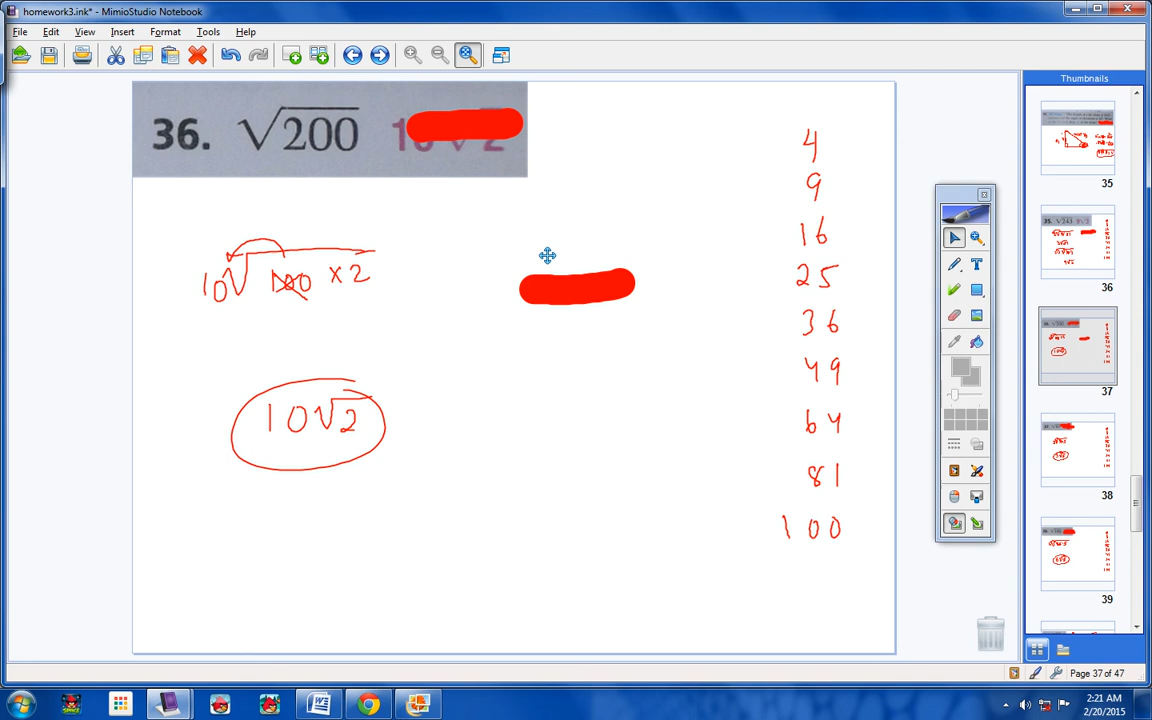 homework3.ink* - MimioStudio Notebook
File Edit View Insert Format Tools Help
Thumbnails
36. √200
10√100 x 2
10√2
4
9
16
25
36
49
64
81
100
35
36
37
38
39
Page 37 of 47
2:21 AM
2/20/2015